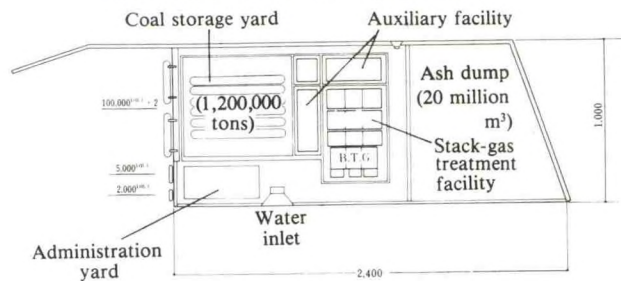 Coal storage yard
Auxiliary facility
(1,200,000
tons)
Ash dump
(20 million
m³)
Stack-gas
treatment
facility
B.T.G
1.000
Water
inlet
Administration
yard
2,400